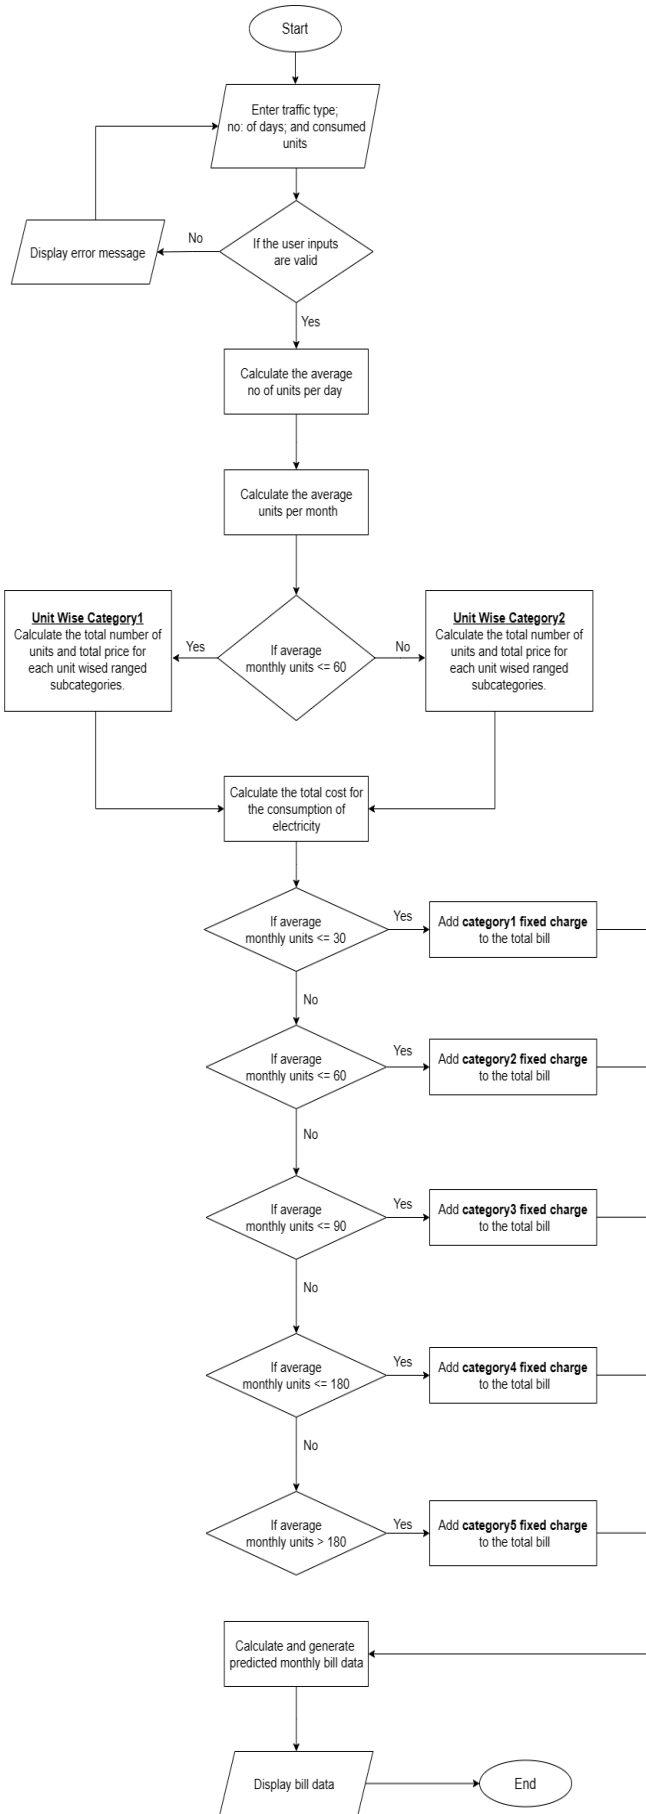 Start
Enter traffic type;
no: of days; and consumed
units
No
Display error message
If the user inputs
are valid
Yes
Calculate the average
no of units per day
Calculate the average
units per month
Unit Wise Category1
Calculate the total number of
units and total price for
each unit wised ranged
subcategories.
Yes
If average
monthly units <= 60
No
Unit Wise Category2
Calculate the total number of
units and total price for
each unit wised ranged
subcategories.
Calculate the total cost for
the consumption of
electricity
If average
monthly units <= 30
Yes
Add category1 fixed charge
to the total bill
No
If average
monthly units <= 60
Yes
Add category2 fixed charge
to the total bill
No
If average
monthly units <= 90
Yes
Add category3 fixed charge
to the total bill
No
If average
monthly units <= 180
Yes
Add category4 fixed charge
to the total bill
No
If average
monthly units > 180
Yes
Add category5 fixed charge
to the total bill
Calculate and generate
predicted monthly bill data
Display bill data
End